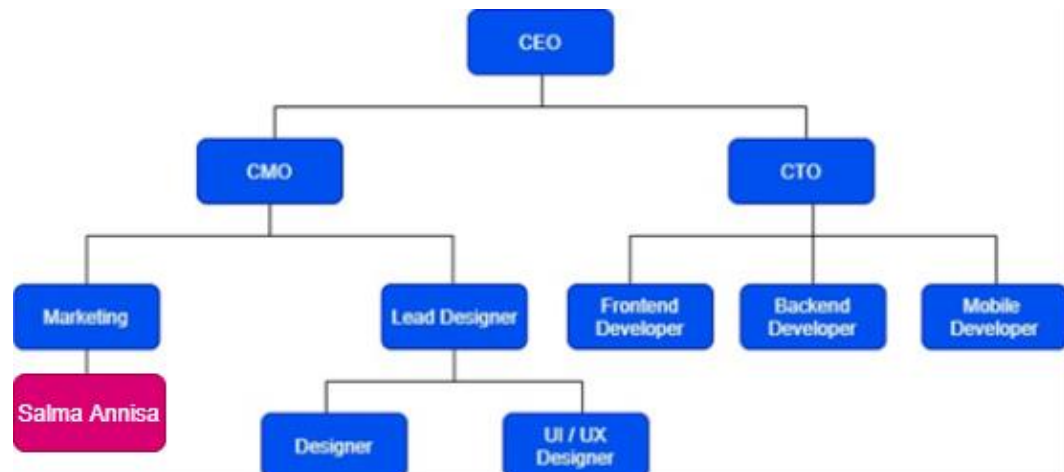 CEO
CMO
CTO
Marketing
Lead Designer
Frontend
Developer
Backend
Developer
Mobile
Developer
Salma Annisa
Designer
UI / UX
Designer